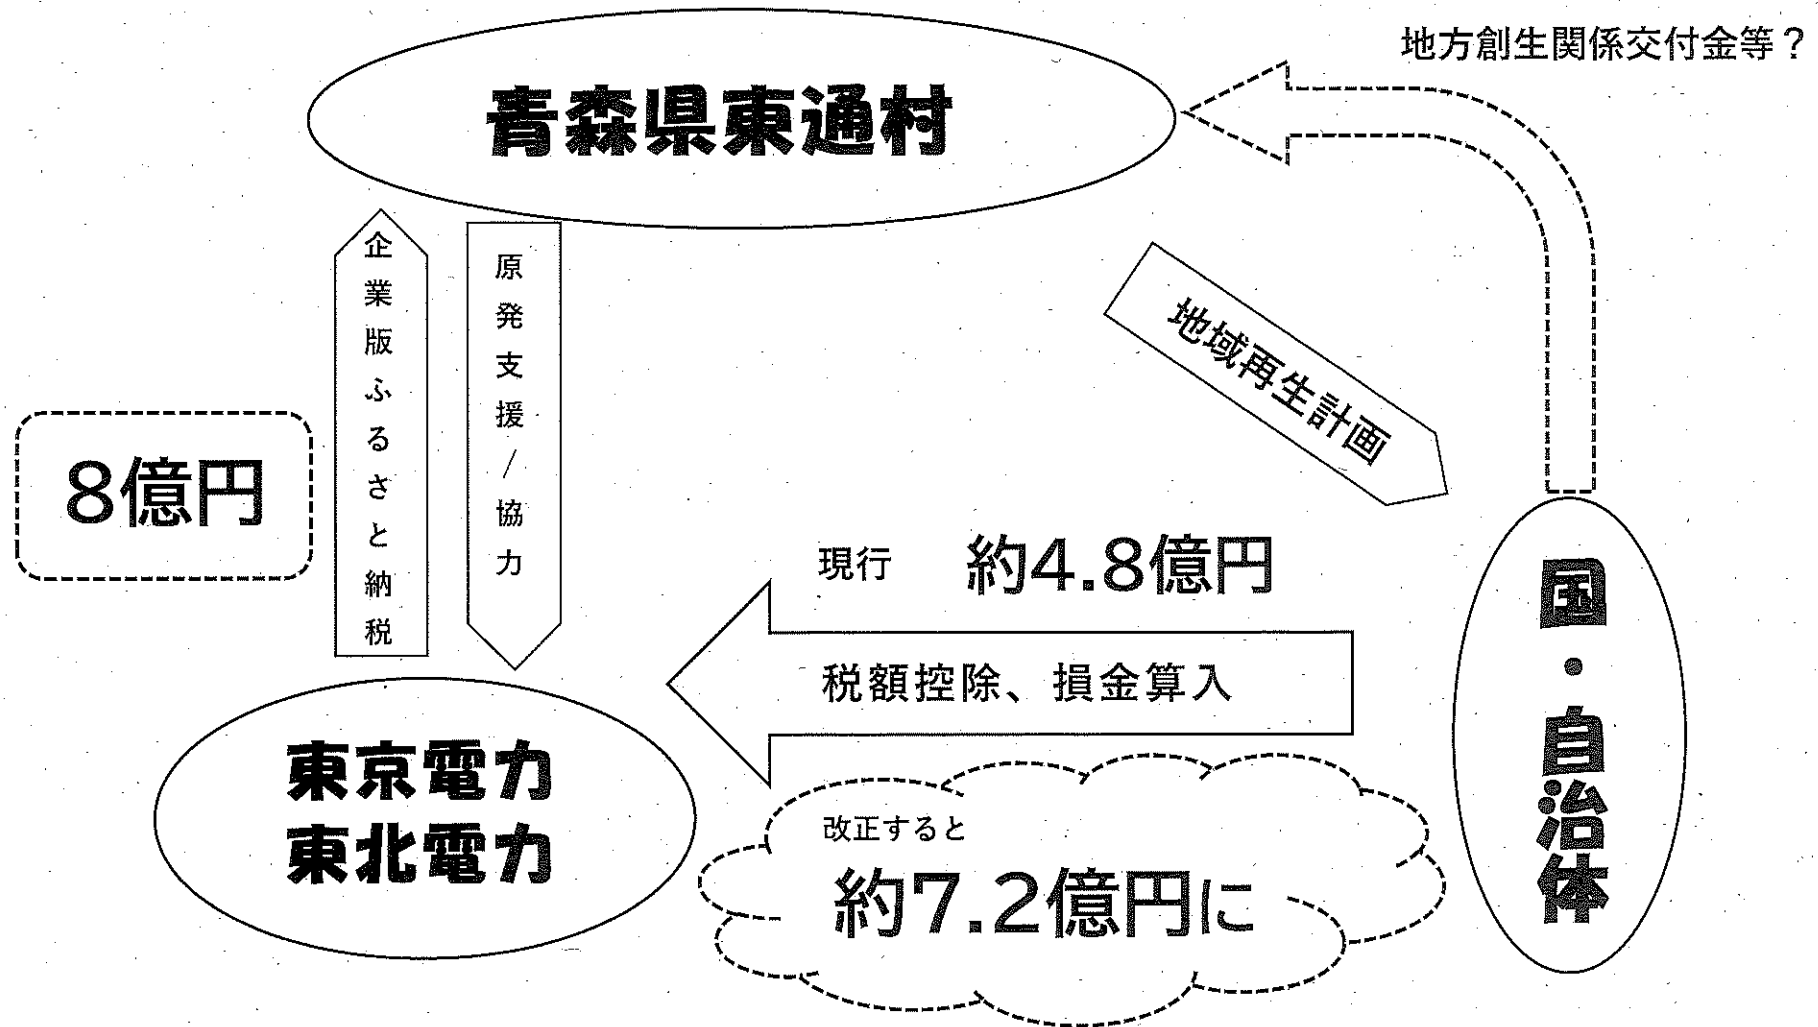 地方創生関係交付金等？
青森県東通村
企業版ふるさと納税
原発支援/協力
地域再生計画
8億円
現行 約4.8億円
税額控除、損金算入
国・自治体
東京電力
東北電力
改正すると
約7.2億円に